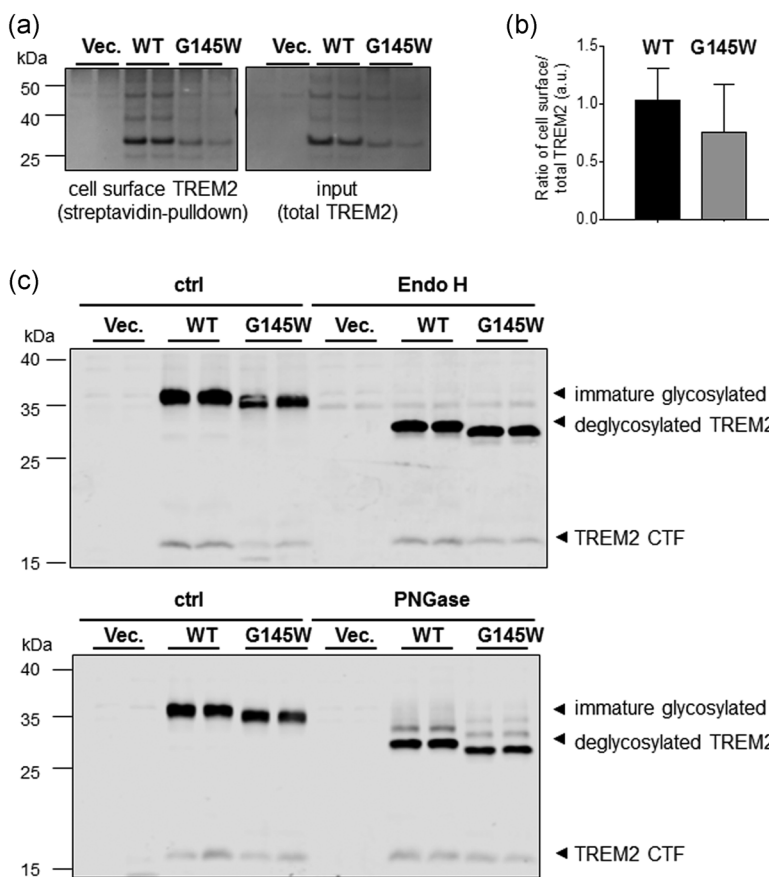 (a)
Vec. WT G145W Vec. WT G145W
kDa
50
40
25
cell surface TREM2
(streptavidin-pulldown)
input
(total TREM2)
(b)
WT G145W
Ratio of cell surface/
total TREM2 (a.u.)
1.5
1.0
0.5
0.0
(c)
ctrl Endo H
Vec. WT G145W Vec. WT G145W
kDa
40
35
25
15
immature glycosylated
deglycosylated TREM2
TREM2 CTF
ctrl PNGase
Vec. WT G145W Vec. WT G145W
kDa
40
35
25
15
immature glycosylated
deglycosylated TREM2
TREM2 CTF